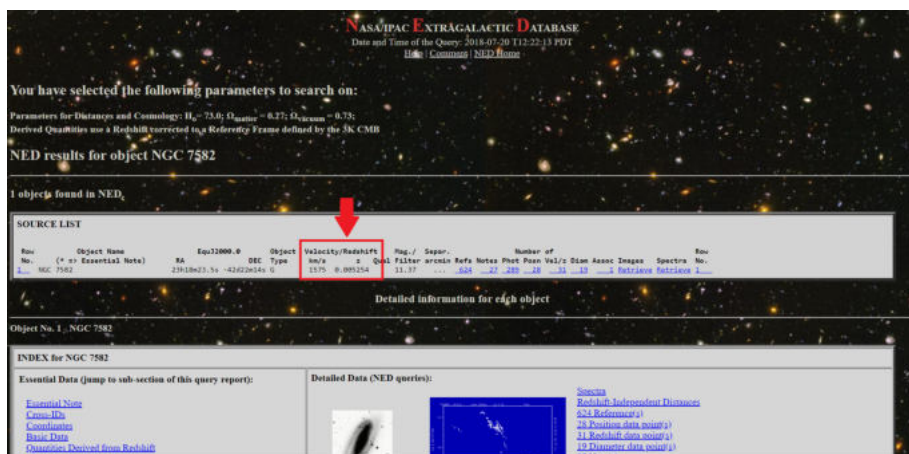 NASA/IPAC EXTRAGALACTIC DATABASE
Date and Time of the Query: 2018-07-20 T12:22:13 PDT
Help | Comment | NED Home
You have selected the following parameters to search on:
Parameters for Distances and Cosmology: H₀ = 73.0; Ωmatter = 0.27; Ωvacuum = 0.73;
Derived Quantities use a Redshift corrected to a Reference Frame defined by the 3K CMB
NED results for object NGC 7582
1 objects found in NED.
SOURCE LIST
Row Object Name EquJ2000.0 Object Velocity/Redshift Mag./ Separ. Number of Row
No. (* => Essential Note) RA DEC Type km/s z Qual Filter arcmin Refs Notes Phot Posn Vel/z Diam Assoc Images Spectra No.
1 NGC 7582 23h18m23.5s -42d22m14s G 1575 0.005254 11.37 ... 624 27 289 28 31 19 1 Retrieve Retrieve 1
Detailed information for each object
Object No. 1 NGC 7582
INDEX for NGC 7582
Essential Data (jump to sub-section of this query report): Detailed Data (NED queries):
Essential Note
Cross-IDs
Coordinates
Basic Data
Quantities Derived from Redshift
Spectra
Redshift-Independent Distances
624 Reference(s)
28 Position data point(s)
31 Redshift data point(s)
19 Diameter data point(s)